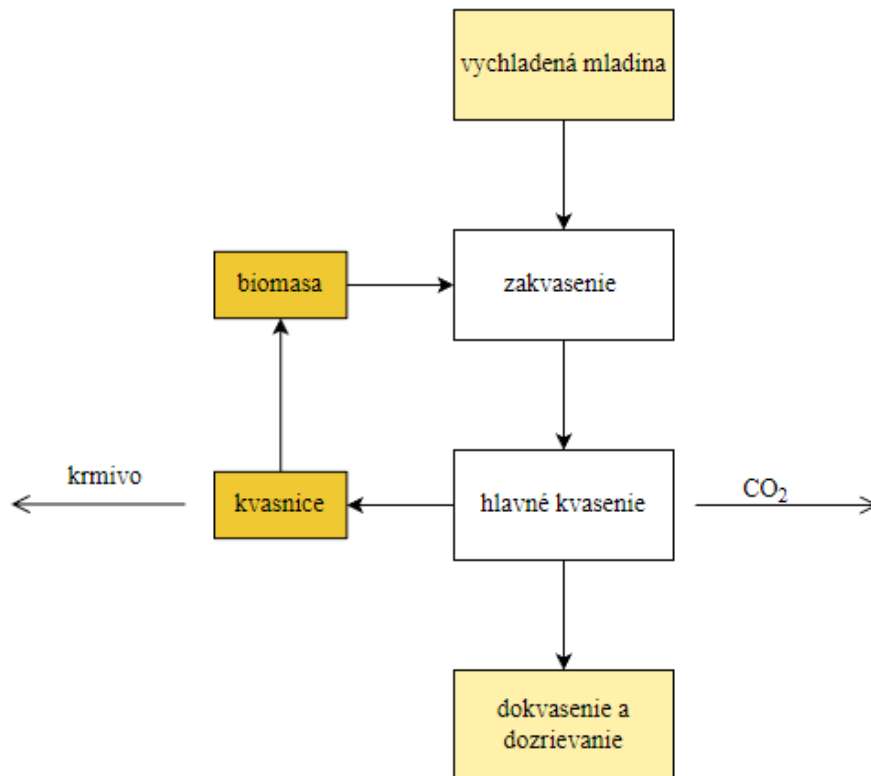 vychladená mladina
biomasa
zakvasenie
krmivo
kvasnice
hlavné kvasenie
CO₂
dokvasenie a
dozrievanie